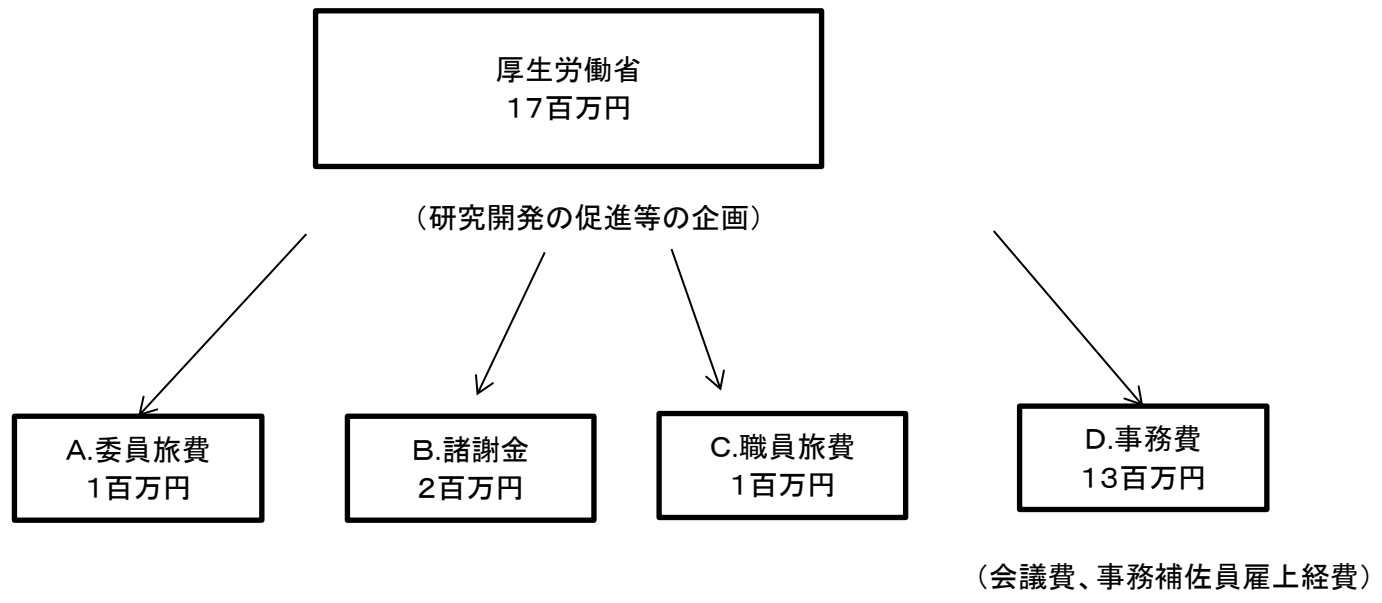 厚生労働省
17百万円
（研究開発の促進等の企画）
A.委員旅費
1百万円
B.諸謝金
2百万円
C.職員旅費
1百万円
D.事務費
13百万円
（会議費、事務補佐員雇上経費）